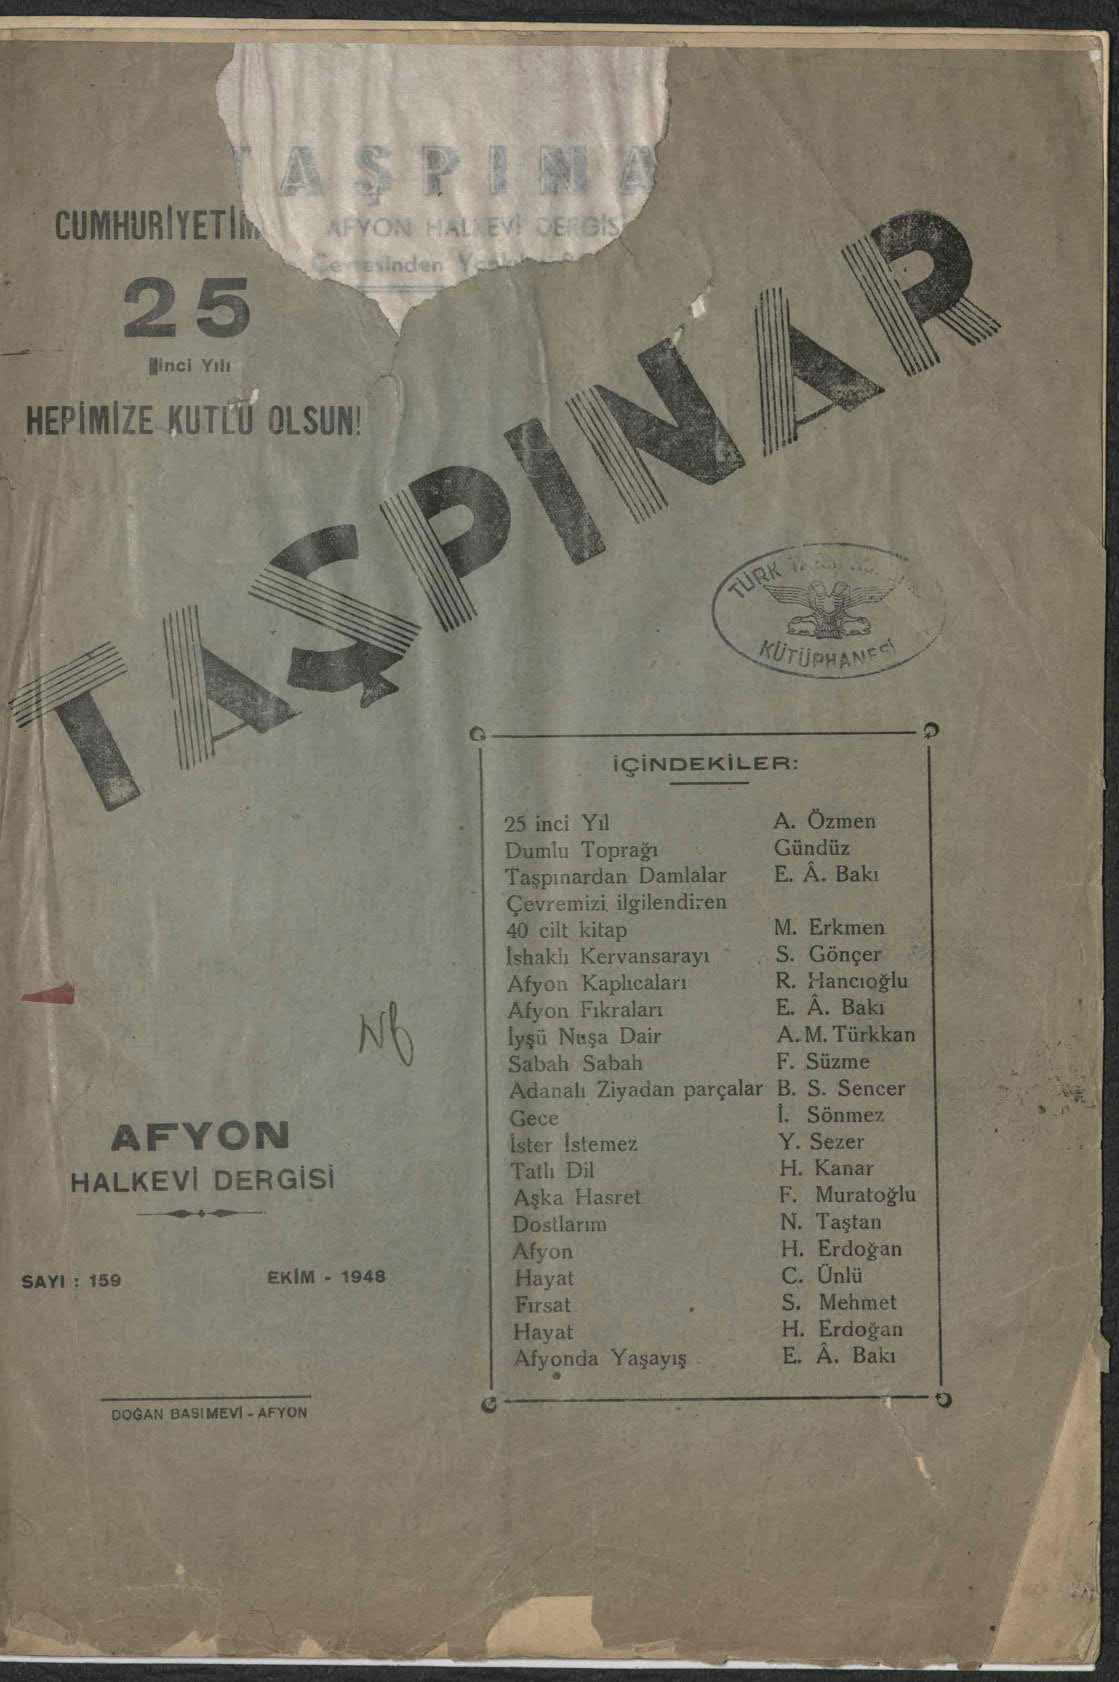 TAŞPINA
AFYON HALKEVİ DERGİS
CUMHURİYETİM
25
inci Yılı
HEPİMİZE KUTLU OLSUN!
TAŞPINAR
TÜRK
KÜTÜPHANESİ
İÇİNDEKİLER:
25 inci Yıl A. Özmen
Dumlu Toprağı Gündüz
Taşpınardan Damlalar E. Â. Bakı
Çevremizi ilgilendiren
40 cilt kitap M. Erkmen
İshaklı Kervansarayı S. Gönçer
Afyon Kaplıcaları R. Hancıoğlu
Afyon Fıkraları E. Â. Bakı
İyşü Nuşa Dair A. M. Türkkan
Sabah Sabah F. Süzme
Adanalı Ziyadan parçalar B. S. Sencer
Gece İ. Sönmez
İster İstemez Y. Sezer
Tatlı Dil H. Kanar
Aşka Hasret F. Muratoğlu
Dostlarım N. Taştan
Afyon H. Erdoğan
Hayat C. Ünlü
Fırsat S. Mehmet
Hayat H. Erdoğan
Afyonda Yaşayış E. Â. Bakı
AFYON
HALKEVİ DERGİSİ
SAYI : 159 EKİM - 1948
DOĞAN BASIMEVİ - AFYON